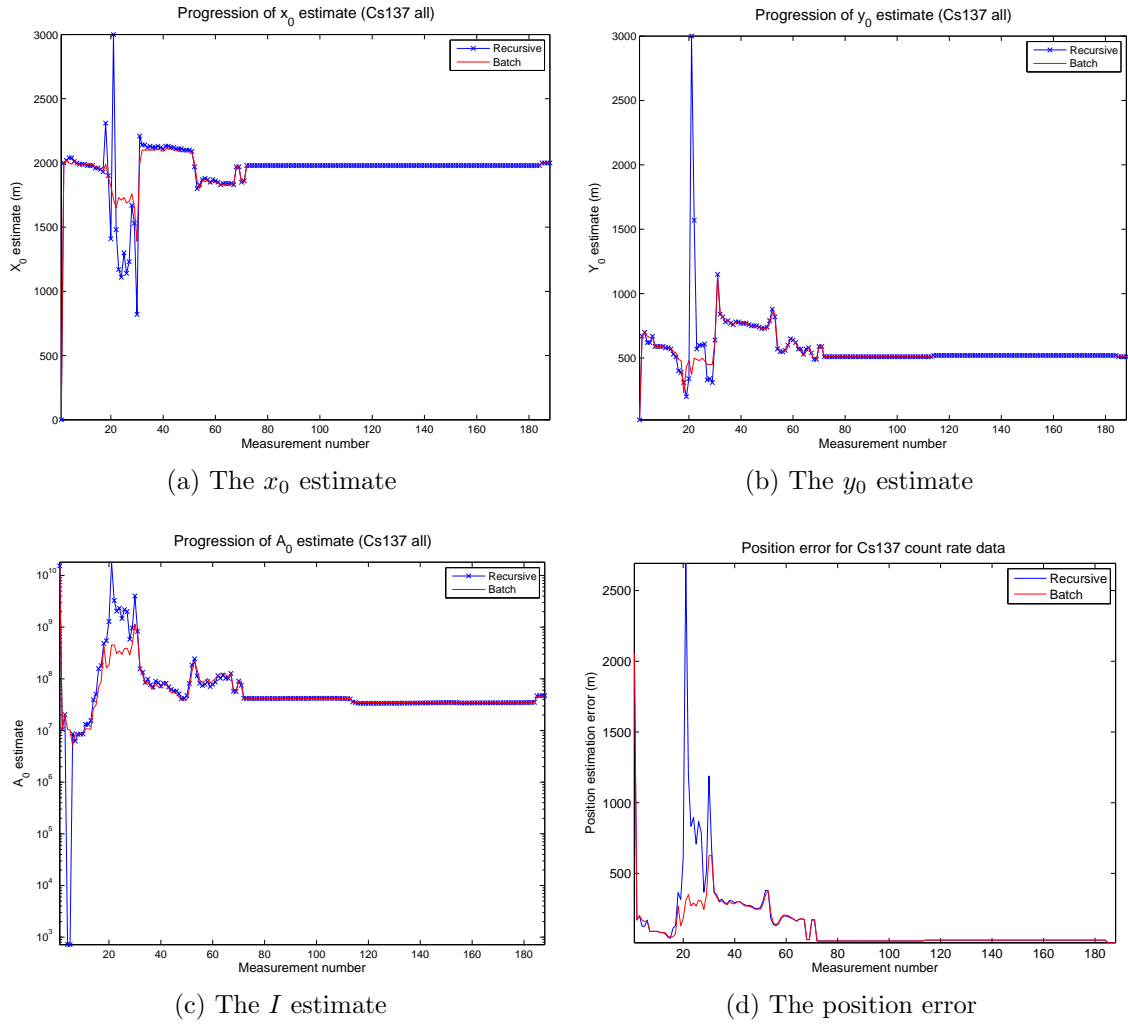 Progression of x0 estimate (Cs137 all)
3000
2500
2000
1500
1000
500
0
X0 estimate (m)
Recursive
Batch
20 40 60 80 100 120 140 160 180
Measurement number
(a) The x0 estimate
Progression of y0 estimate (Cs137 all)
3000
2500
2000
1500
1000
500
Y0 estimate (m)
Recursive
Batch
20 40 60 80 100 120 140 160 180
Measurement number
(b) The y0 estimate
Progression of A0 estimate (Cs137 all)
10^10
10^9
10^8
10^7
10^6
10^5
10^4
10^3
A0 estimate
Recursive
Batch
20 40 60 80 100 120 140 160 180
Measurement number
(c) The I estimate
Position error for Cs137 count rate data
2500
2000
1500
1000
500
Position estimation error (m)
Recursive
Batch
20 40 60 80 100 120 140 160 180
Measurement number
(d) The position error